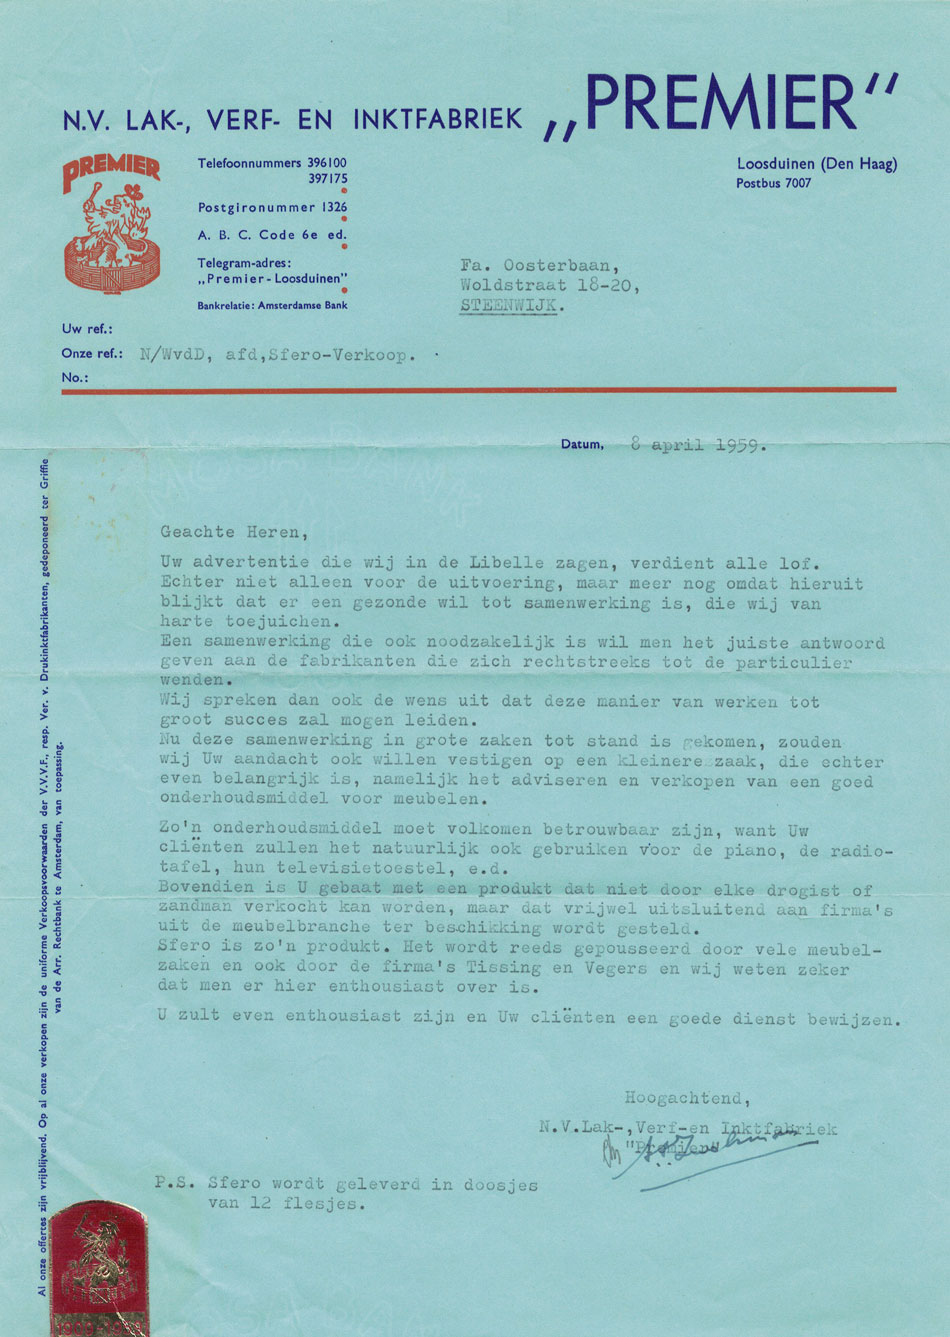 N.V. LAK-, VERF- EN INKTFABRIEK „PREMIER“
PREMIER
Telefoonnummers 396100
397175
Postgironummer 1326
A. B. C. Code 6e ed.
Telegram-adres:
„Premier-Loosduinen”
Bankrelatie: Amsterdamse Bank
Loosduinen (Den Haag)
Postbus 7007
Fa. Oosterbaan,
Woldstraat 18-20,
STEENWIJK.
Uw ref.:
Onze ref.: N/WvdD, afd,Sfero-Verkoop.
No.:
Datum, 8 april 1959.
Geachte Heren,
Uw advertentie die wij in de Libelle zagen, verdient alle lof.
Echter niet alleen voor de uitvoering, maar meer nog omdat hieruit
blijkt dat er een gezonde wil tot samenwerking is, die wij van
harte toejuichen.
Een samenwerking die ook noodzakelijk is wil men het juiste antwoord
geven aan de fabrikanten die zich rechtstreeks tot de particulier
wenden.
Wij spreken dan ook de wens uit dat deze manier van werken tot
groot succes zal mogen leiden.
Nu deze samenwerking in grote zaken tot stand is gekomen, zouden
wij Uw aandacht ook willen vestigen op een kleinere zaak, die echter
even belangrijk is, namelijk het adviseren en verkopen van een goed
onderhoudsmiddel voor meubelen.
Zo'n onderhoudsmiddel moet volkomen betrouwbaar zijn, want Uw
cliënten zullen het natuurlijk ook gebruiken voor de piano, de radio-
tafel, hun televisietoestel, e.d.
Bovendien is U gebaat met een produkt dat niet door elke drogist of
zandman verkocht kan worden, maar dat vrijwel uitsluitend aan firma's
uit de meubelbranche ter beschikking wordt gesteld.
Sfero is zo'n produkt. Het wordt reeds gepousseerd door vele meubel-
zaken en ook door de firma's Tissing en Vegers en wij weten zeker
dat men er hier enthousiast over is.
U zult even enthousiast zijn en Uw cliënten een goede dienst bewijzen.
Hoogachtend,
N.V.Lak-,Verf-en Inktfabriek
"Premier"
P.S. Sfero wordt geleverd in doosjes
van 12 flesjes.
Al onze offertes zijn vrijblijvend. Op al onze verkopen zijn de uniforme Verkoopsvoorwaarden der V.V.V.F., resp. Ver. v. Drukinktfabrikanten, gedeponeerd ter Griffie
van de Arr. Rechtbank te Amsterdam, van toepassing.